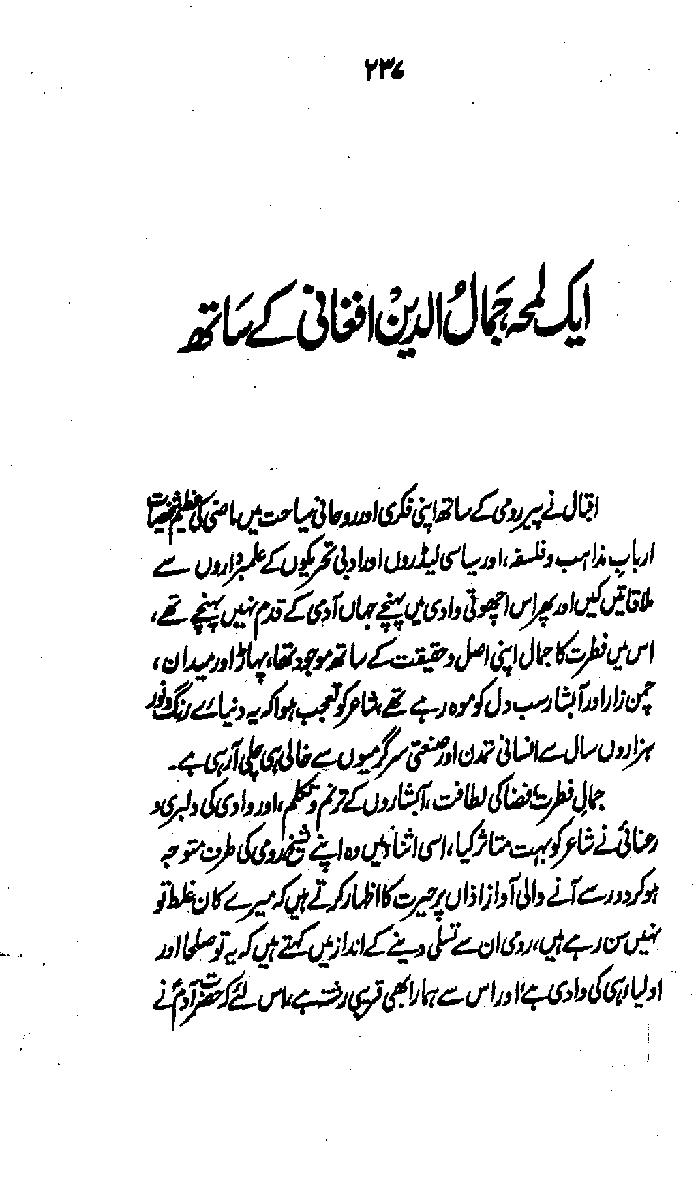 ۲۳۷
ایک لمحہ جمالُ الدین افغانی کے ساتھ
اقبال نے پیر رومی کے ساتھ اپنی فکری اور روحانی سیاحت میں ماضی کی عظیم شخصیات
اربابِ مذاہب و فلسفہ، اور سیاسی لیڈروں اور ادبی تحریکوں کے علمبرداروں سے
ملاقاتیں کیں اور پھر اس اچھوتی وادی میں پہنچے جہاں آدمی کے قدم نہیں پہنچے تھے،
اس میں فطرت کا جمال اپنی اصل و حقیقت کے ساتھ موجود تھا، پہاڑ اور میدان،
چمن زار اور آبشار سب دل کو موہ رہے تھے، شاعر کو تعجب ہوا کہ یہ دنیائے رنگ و نور
ہزاروں سال سے انسانی تمدن اور صنعتی سرگرمیوں سے خالی ہی چلی آ رہی ہے۔
جمالِ فطرت، فضا کی لطافت، آبشاروں کے ترنم و تکلم، اور وادی کی دلبری و
رعنائی نے شاعر کو بہت متاثر کیا، اسی اثناء میں وہ اپنے شیخ رومی کی طرف متوجہ
ہو کر دور سے آنے والی آواز اذاں پر حیرت کا اظہار کرتے ہیں کہ میرے کان غلط تو
نہیں سن رہے ہیں، رومی ان سے تسلی دینے کے انداز میں کہتے ہیں کہ یہ تو صلحا اور
اولیاء ہی کی وادی ہے اور اس سے ہمارا بھی قریبی رشتہ ہے، اس لئے کہ حضرت آدمؑ نے